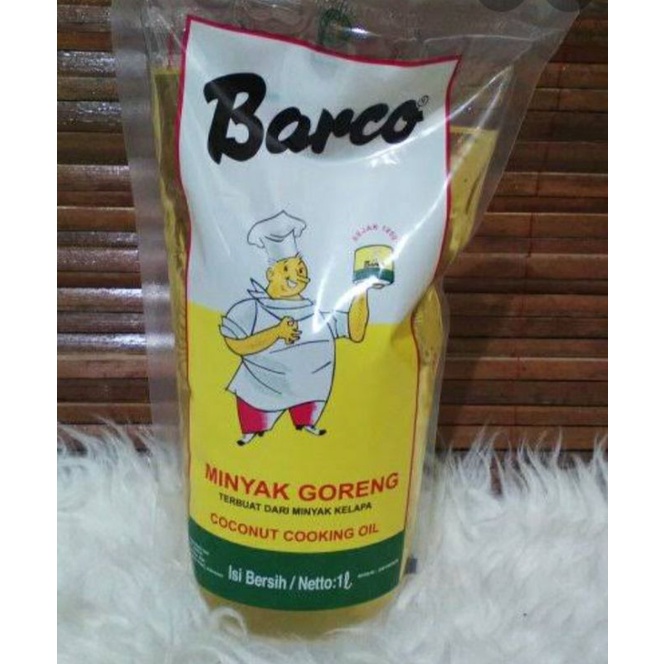 Barco®
MINYAK GORENG
TERBUAT DARI MINYAK KELAPA
COCONUT COOKING OIL
Isi Bersih / Netto:1ℓ